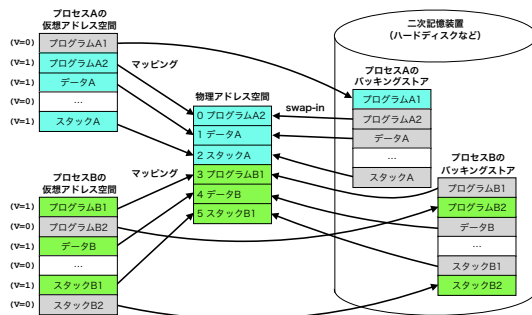 プロセスAの
仮想アドレス空間
(V=0) プログラムA1
(V=1) プログラムA2
(V=1) データA
(V=0) ...
(V=1) スタックA
マッピング
プロセスBの
仮想アドレス空間
(V=1) プログラムB1
(V=0) プログラムB2
(V=1) データB
(V=0) ...
(V=1) スタックB1
(V=0) スタックB2
マッピング
物理アドレス空間
0 プログラムA2
1 データA
2 スタックA
3 プログラムB1
4 データB
5 スタックB1
swap-in
二次記憶装置
(ハードディスクなど)
プロセスAの
バッキングストア
プログラムA1
プログラムA2
データA
...
スタックA
プロセスBの
バッキングストア
プログラムB1
プログラムB2
データB
...
スタックB1
スタックB2